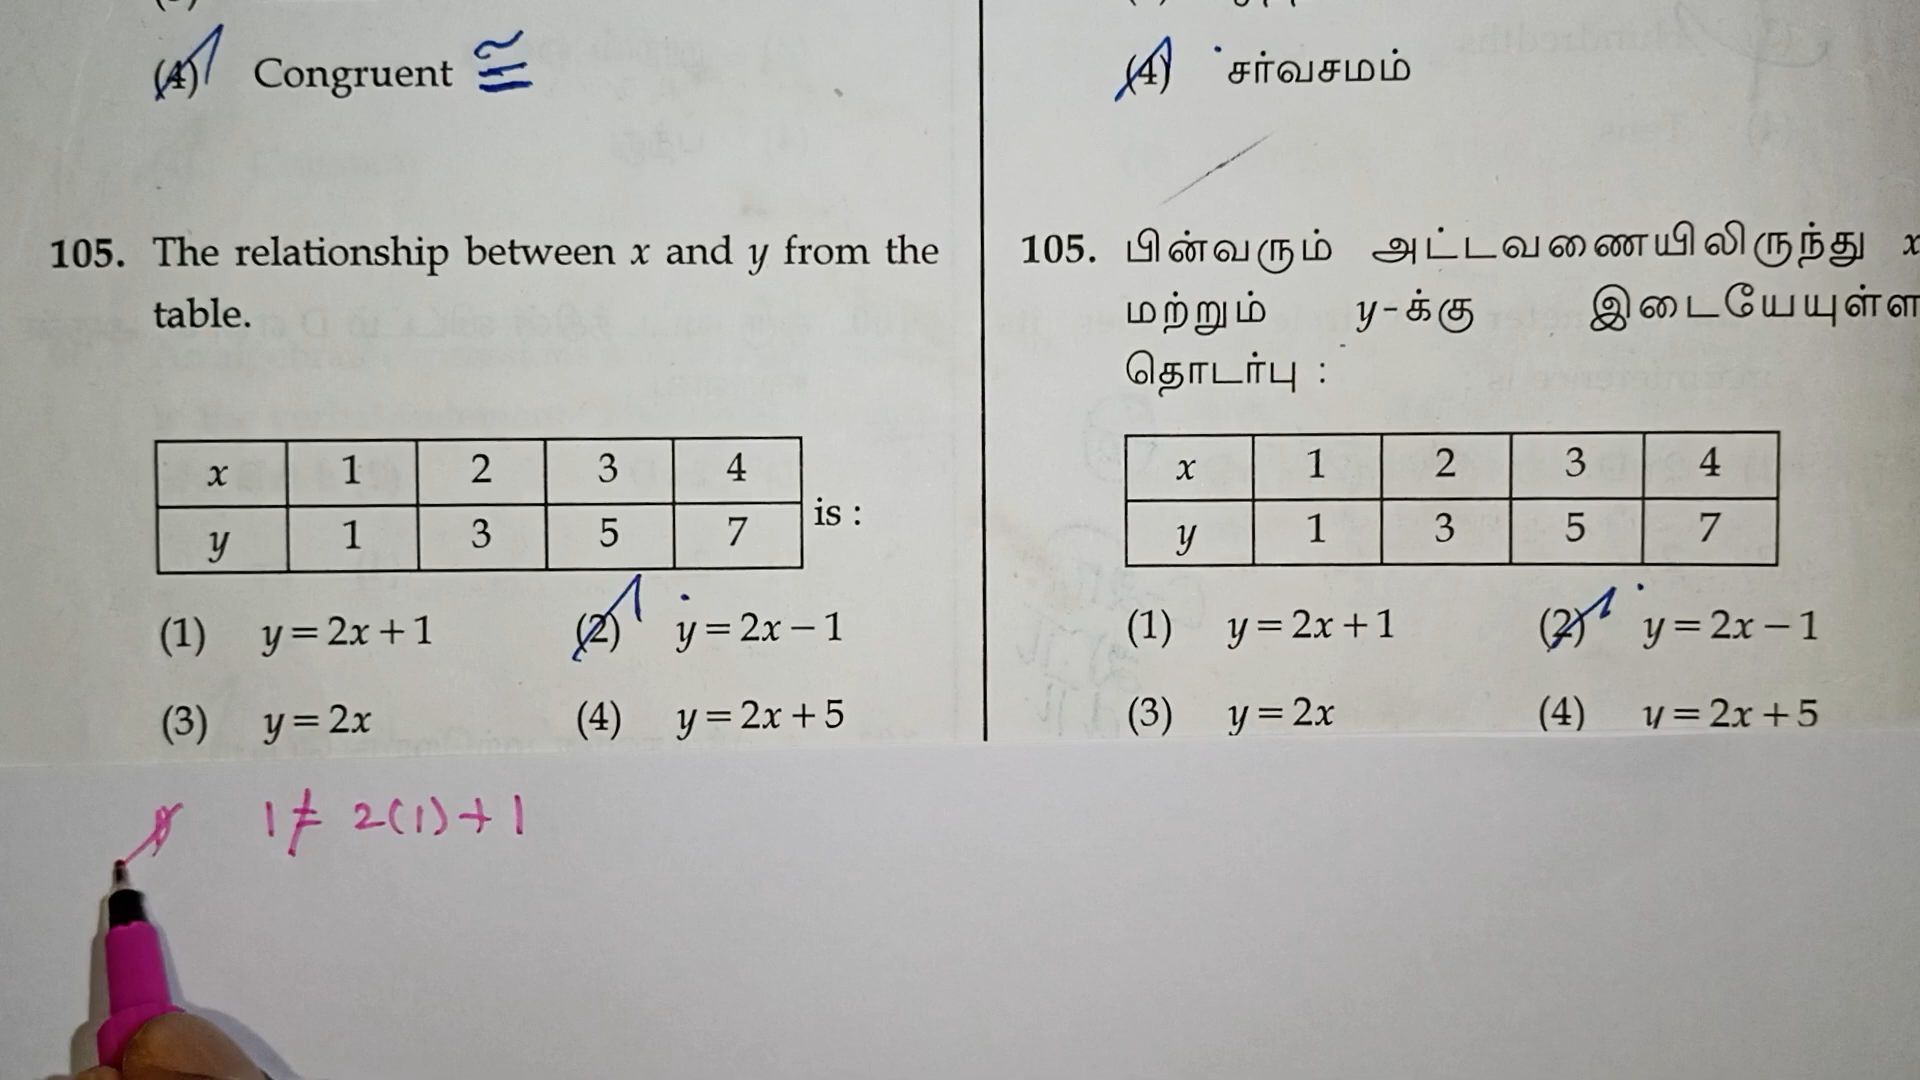 (4) Congruent ≅
105. The relationship between x and y from the
table.
x 1 2 3 4
y 1 3 5 7
is :
(1) y = 2x + 1 (2) y = 2x − 1
(3) y = 2x (4) y = 2x + 5
1 ≠ 2(1) + 1
(4) சர்வசமம்
105. பின்வரும் அட்டவணையிலிருந்து x
மற்றும் y-க்கு இடையேயுள்ள
தொடர்பு :
x 1 2 3 4
y 1 3 5 7
(1) y = 2x + 1 (2) y = 2x − 1
(3) y = 2x (4) y = 2x + 5